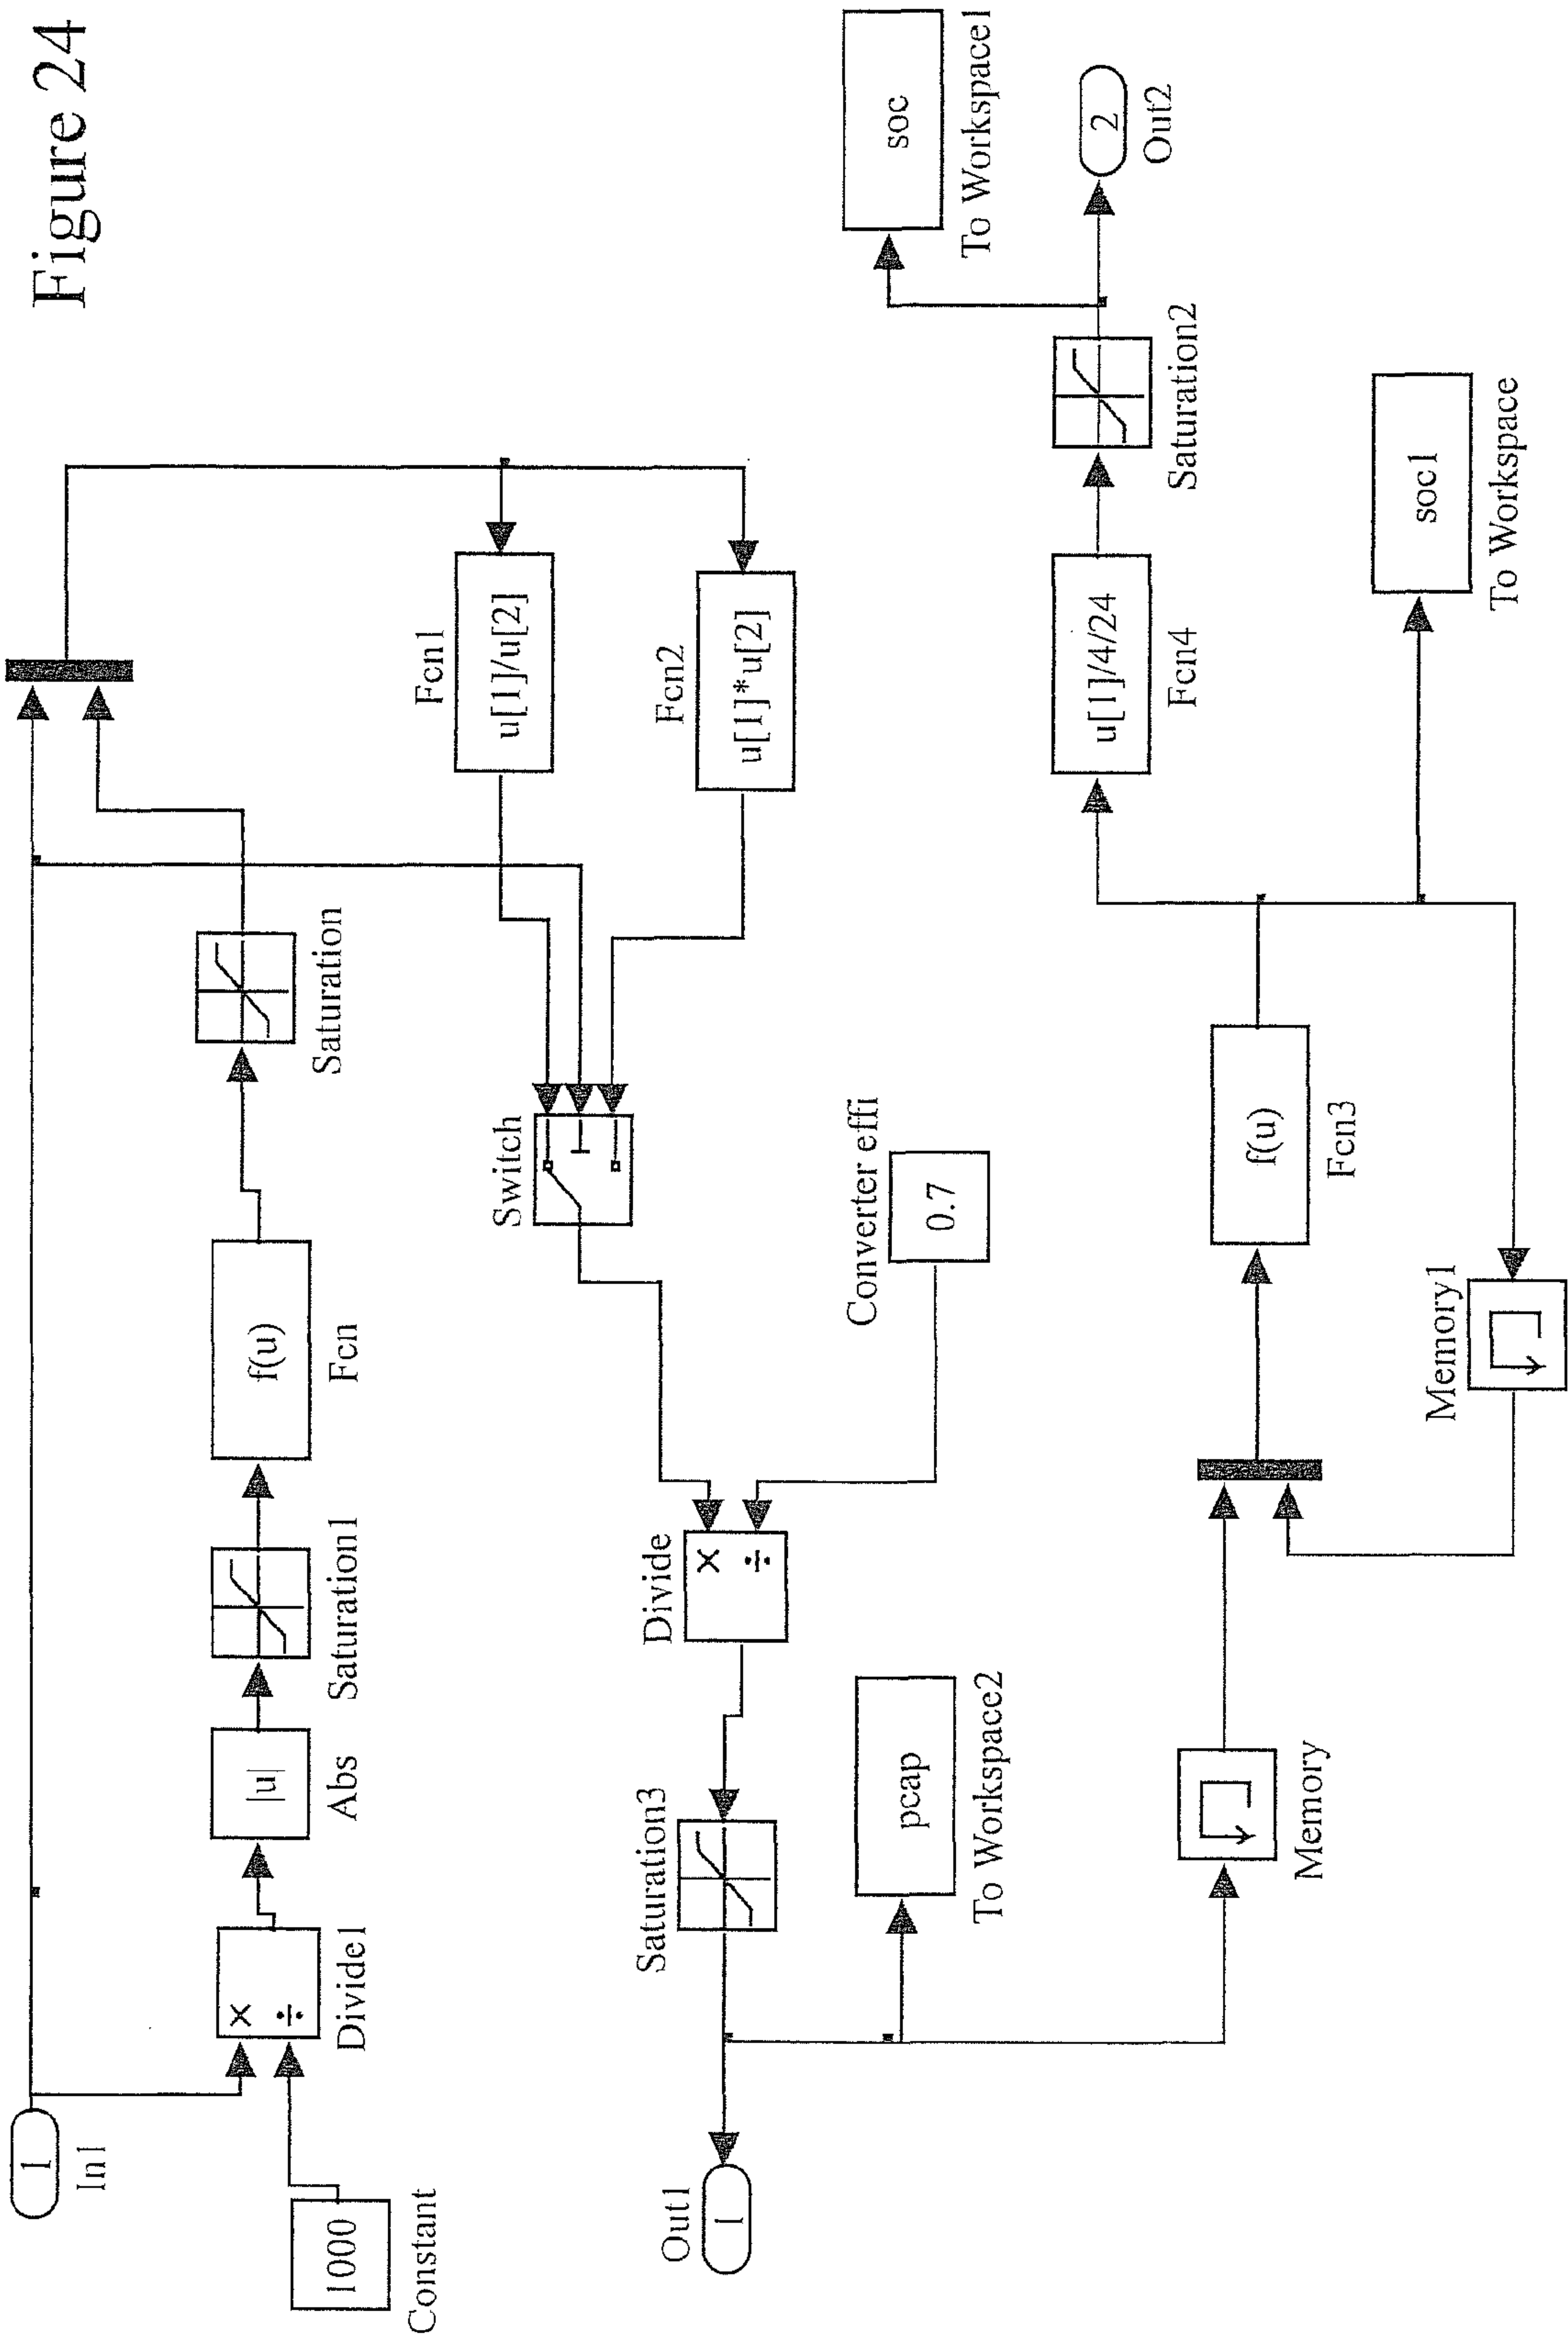 Figure 24
1
In1
1000
Constant
×
÷
Divide1
|u|
Abs
Saturation1
f(u)
Fcn
Saturation
Fcn1
u[1]/u[2]
Fcn2
u[1]*u[2]
Switch
Converter effi
0.7
Divide
×
÷
Saturation3
Out1
1
pcap
To Workspace2
Memory
f(u)
Fcn3
Memory1
u[1]/4/24
Fcn4
Saturation2
soc
To Workspace1
2
Out2
soc1
To Workspace